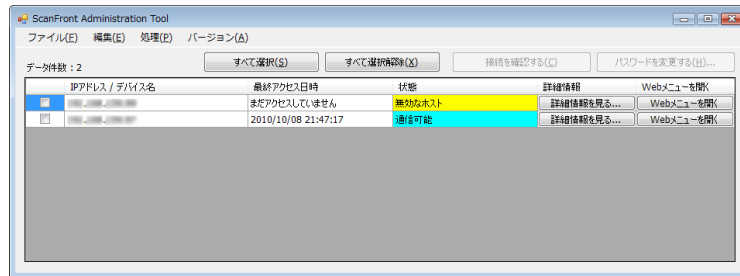 ScanFront Administration Tool
ファイル(F) 編集(E) 処理(P) バージョン(A)
データ件数 : 2 すべて選択(S) すべて選択解除(X) 接続を確認する(C) パスワードを変更する(H)...
IPアドレス / デバイス名 最終アクセス日時 状態 詳細情報 Webメニューを開く
まだアクセスしていません 無効なホスト 詳細情報を見る... Webメニューを開く
2010/10/08 21:47:17 通信可能 詳細情報を見る... Webメニューを開く